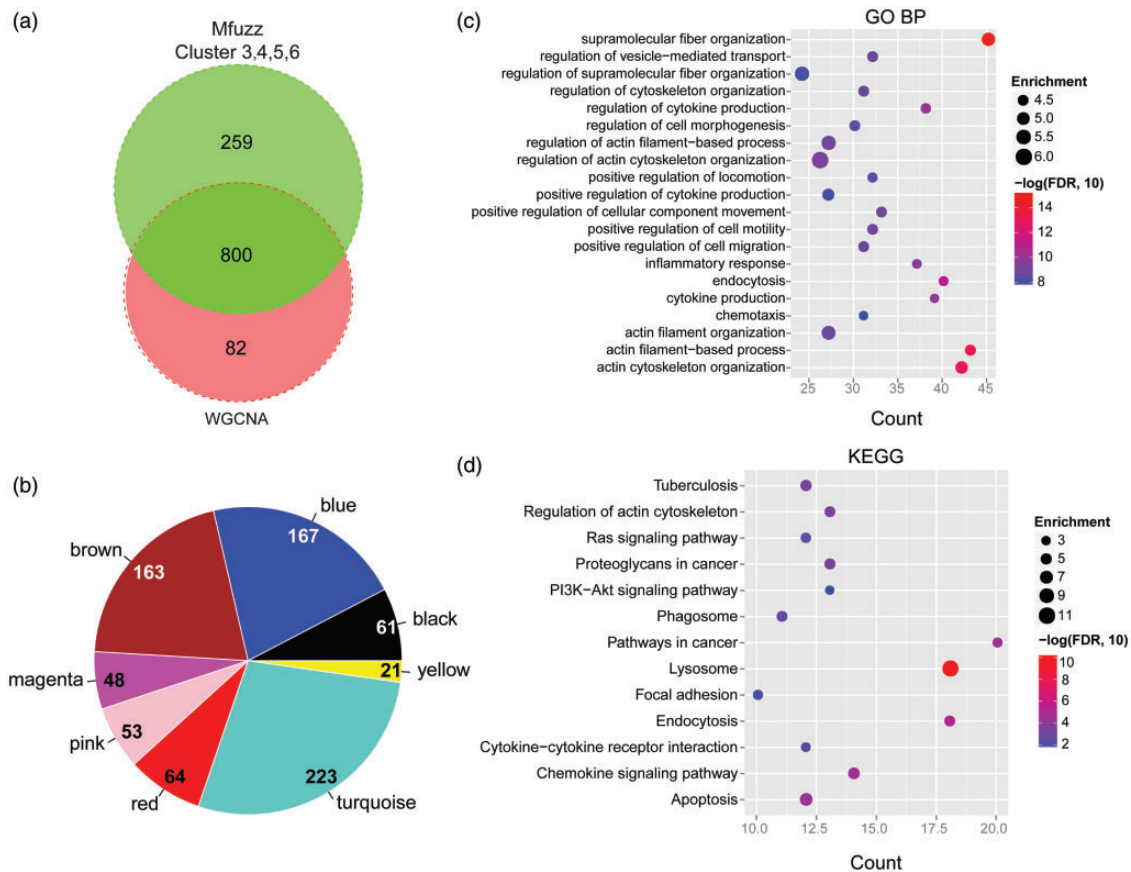 (a)
Mfuzz
Cluster 3,4,5,6
259
800
82
WGCNA
(b)
blue
167
brown
163
black
61
yellow
21
magenta
48
pink
53
red
64
223
turquoise
(c)
GO BP
supramolecular fiber organization
regulation of vesicle−mediated transport
regulation of supramolecular fiber organization
regulation of cytoskeleton organization
regulation of cytokine production
regulation of cell morphogenesis
regulation of actin filament−based process
regulation of actin cytoskeleton organization
positive regulation of locomotion
positive regulation of cytokine production
positive regulation of cellular component movement
positive regulation of cell motility
positive regulation of cell migration
inflammatory response
endocytosis
cytokine production
chemotaxis
actin filament organization
actin filament−based process
actin cytoskeleton organization
25 30 35 40 45
Count
Enrichment
4.5
5.0
5.5
6.0
−log(FDR, 10)
14
12
10
8
(d)
KEGG
Tuberculosis
Regulation of actin cytoskeleton
Ras signaling pathway
Proteoglycans in cancer
PI3K−Akt signaling pathway
Phagosome
Pathways in cancer
Lysosome
Focal adhesion
Endocytosis
Cytokine−cytokine receptor interaction
Chemokine signaling pathway
Apoptosis
10.0 12.5 15.0 17.5 20.0
Count
Enrichment
3
5
7
9
11
−log(FDR, 10)
10
8
6
4
2